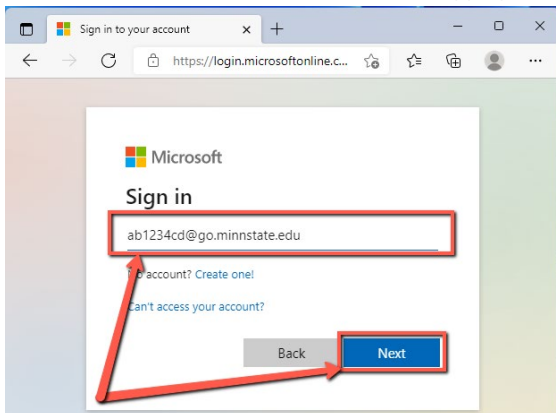 Sign in to your account
https://login.microsoftonline.c...
Microsoft
Sign in
ab1234cd@go.minnstate.edu
account? Create one!
Can't access your account?
Back Next